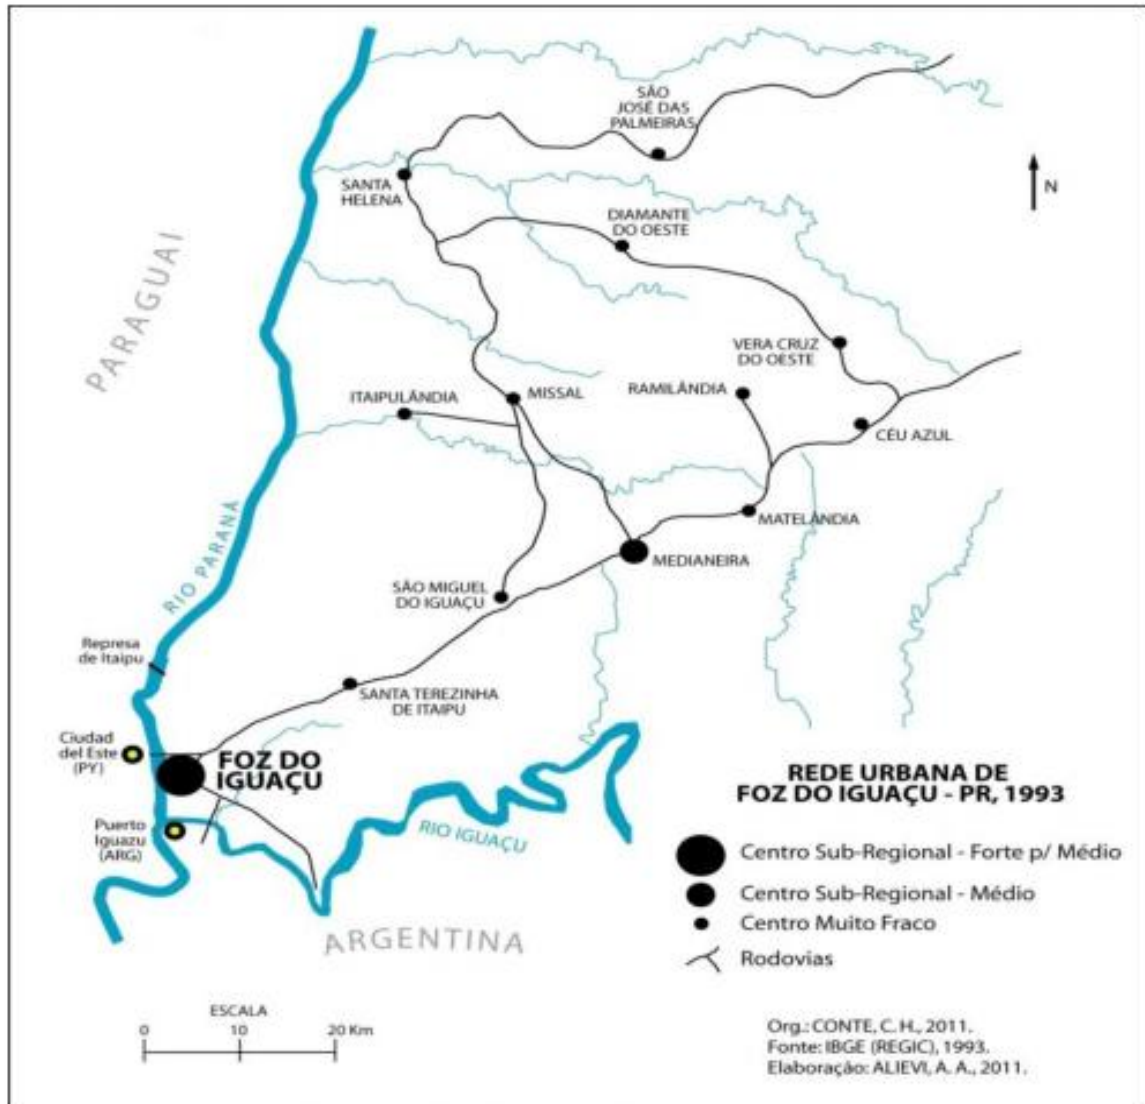 SÃO
JOSÉ DAS
PALMEIRAS
SANTA
HELENA
N
DIAMANTE
DO OESTE
PARAGUAI
VERA CRUZ
DO OESTE
RAMILÂNDIA
ITAIPULÂNDIA
MISSAL
CÉU AZUL
RIO PARANÁ
MATELÂNDIA
MEDIANEIRA
SÃO MIGUEL
DO IGUAÇU
Represa
de Itaipu
SANTA TEREZINHA
DE ITAIPU
Ciudad
del Este
(PY)
FOZ DO
IGUAÇU
Puerto
Iguazu
(ARG)
RIO IGUAÇU
ARGENTINA
REDE URBANA DE
FOZ DO IGUAÇU - PR, 1993
Centro Sub-Regional - Forte p/ Médio
Centro Sub-Regional - Médio
Centro Muito Fraco
Rodovias
ESCALA
0 10 20 Km
Org.: CONTE, C. H., 2011.
Fonte: IBGE (REGIC), 1993.
Elaboração: ALIEVI, A. A., 2011.